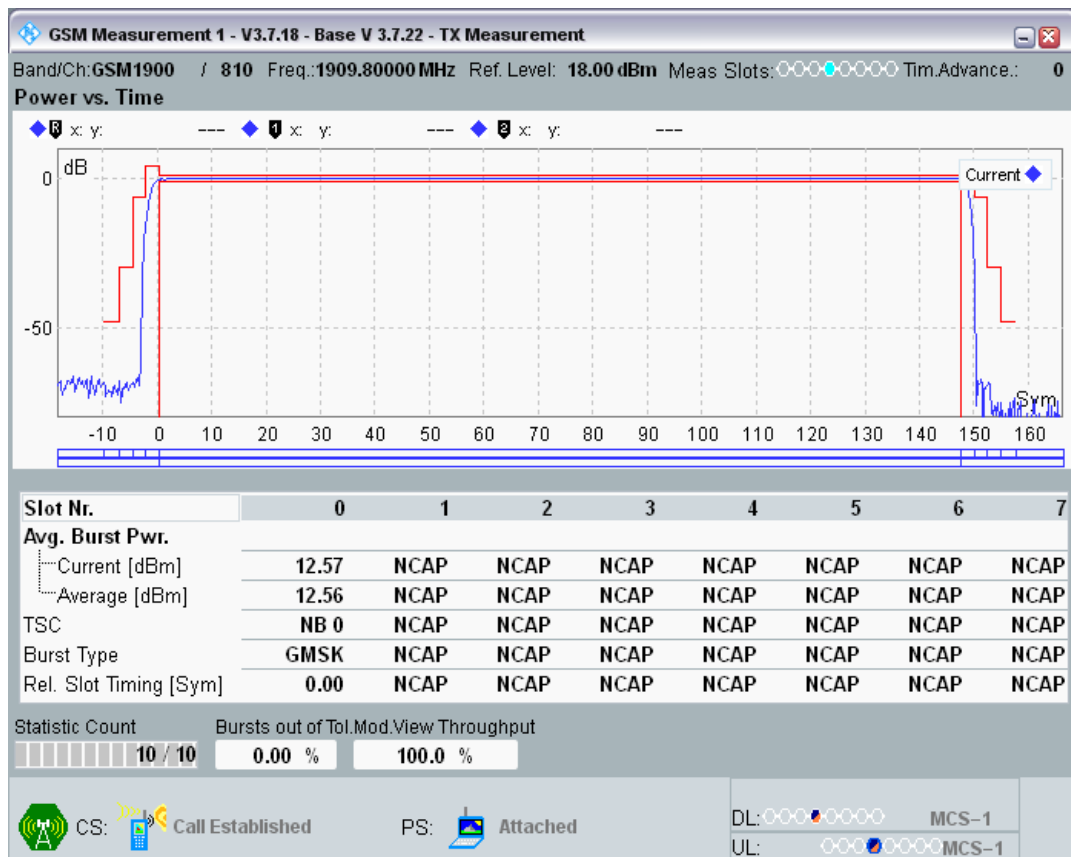 GSM Measurement 1 - V3.7.18 - Base V 3.7.22 - TX Measurement
Band/Ch:GSM1900 / 810 Freq.:1909.80000 MHz Ref. Level: 18.00 dBm Meas Slots: Tim.Advance.: 0
Power vs. Time
R x: y: --- 1 x: y: --- 2 x: y: ---
dB
0
Current
-50
Sym
-10 0 10 20 30 40 50 60 70 80 90 100 110 120 130 140 150 160
Slot Nr. 0 1 2 3 4 5 6 7
Avg. Burst Pwr.
Current [dBm] 12.57 NCAP NCAP NCAP NCAP NCAP NCAP NCAP
Average [dBm] 12.56 NCAP NCAP NCAP NCAP NCAP NCAP NCAP
TSC NB 0 NCAP NCAP NCAP NCAP NCAP NCAP NCAP
Burst Type GMSK NCAP NCAP NCAP NCAP NCAP NCAP NCAP
Rel. Slot Timing [Sym] 0.00 NCAP NCAP NCAP NCAP NCAP NCAP NCAP
Statistic Count Bursts out of Tol.Mod.View Throughput
10 / 10 0.00 % 100.0 %
CS: Call Established PS: Attached
DL: MCS-1
UL: MCS-1